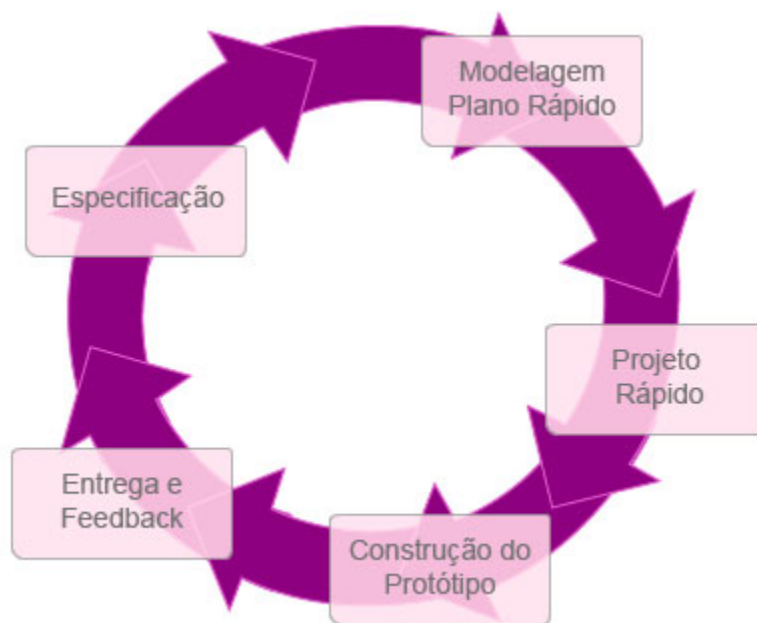 Modelagem
Plano Rápido
Especificação
Projeto
Rápido
Entrega e
Feedback
Construção do
Protótipo